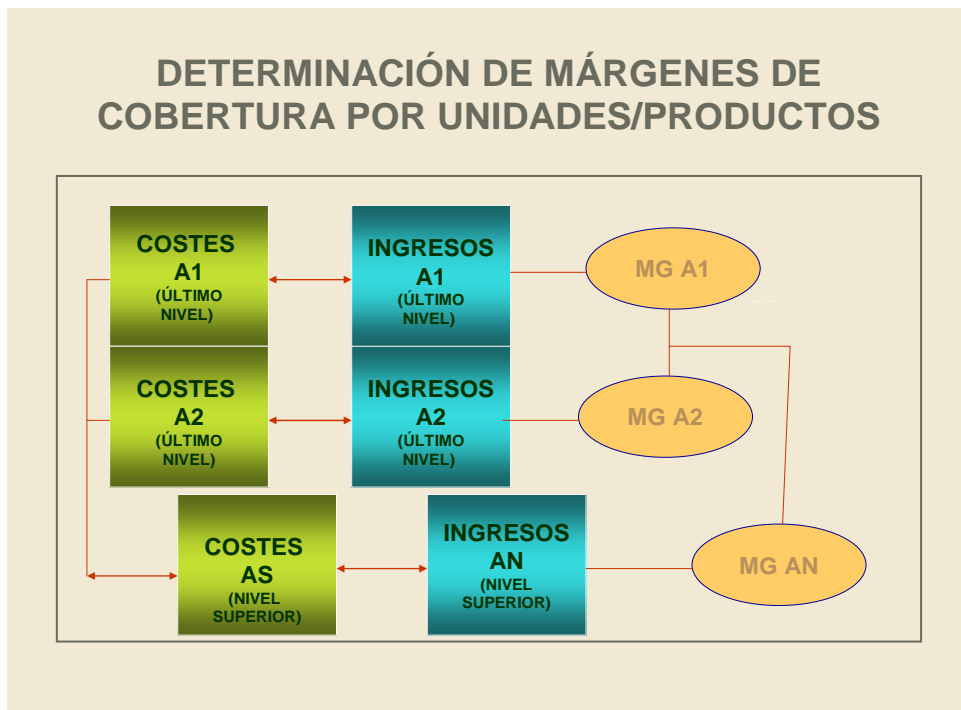 DETERMINACIÓN DE MÁRGENES DE
COBERTURA POR UNIDADES/PRODUCTOS
COSTES
A1
(ÚLTIMO
NIVEL)
INGRESOS
A1
(ÚLTIMO
NIVEL)
MG A1
COSTES
A2
(ÚLTIMO
NIVEL)
INGRESOS
A2
(ÚLTIMO
NIVEL)
MG A2
COSTES
AS
(NIVEL
SUPERIOR)
INGRESOS
AN
(NIVEL
SUPERIOR)
MG AN